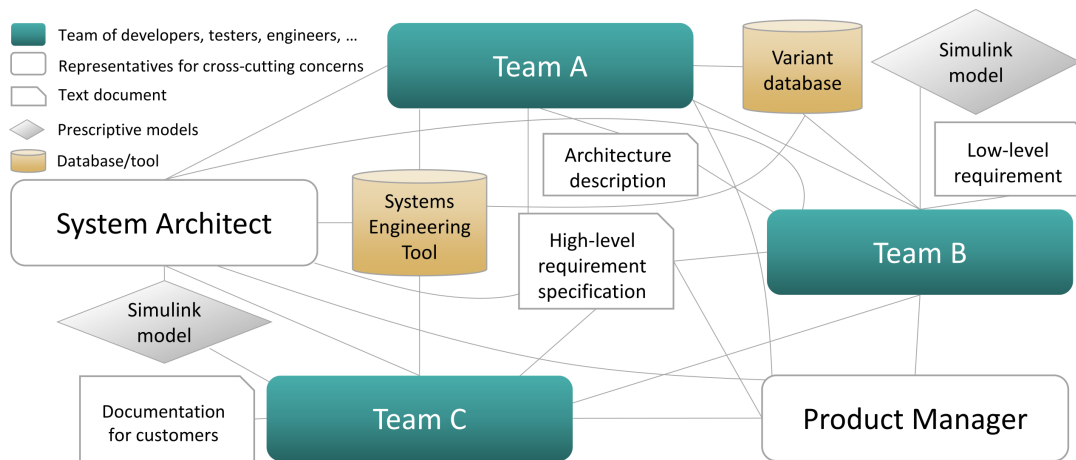 Team of developers, testers, engineers, …
Representatives for cross-cutting concerns
Text document
Prescriptive models
Database/tool
Team A
Variant
database
Simulink
model
Architecture
description
Low-level
requirement
System Architect
Systems
Engineering
Tool
High-level
requirement
specification
Team B
Simulink
model
Documentation
for customers
Team C
Product Manager